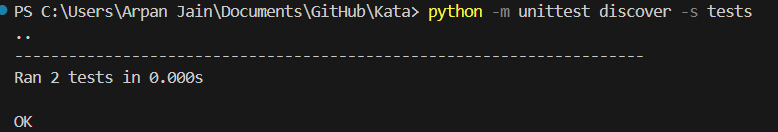 PS C:\Users\Arpan Jain\Documents\GitHub\Kata> python -m unittest discover -s tests
..
----------------------------------------------------------------------
Ran 2 tests in 0.000s
OK